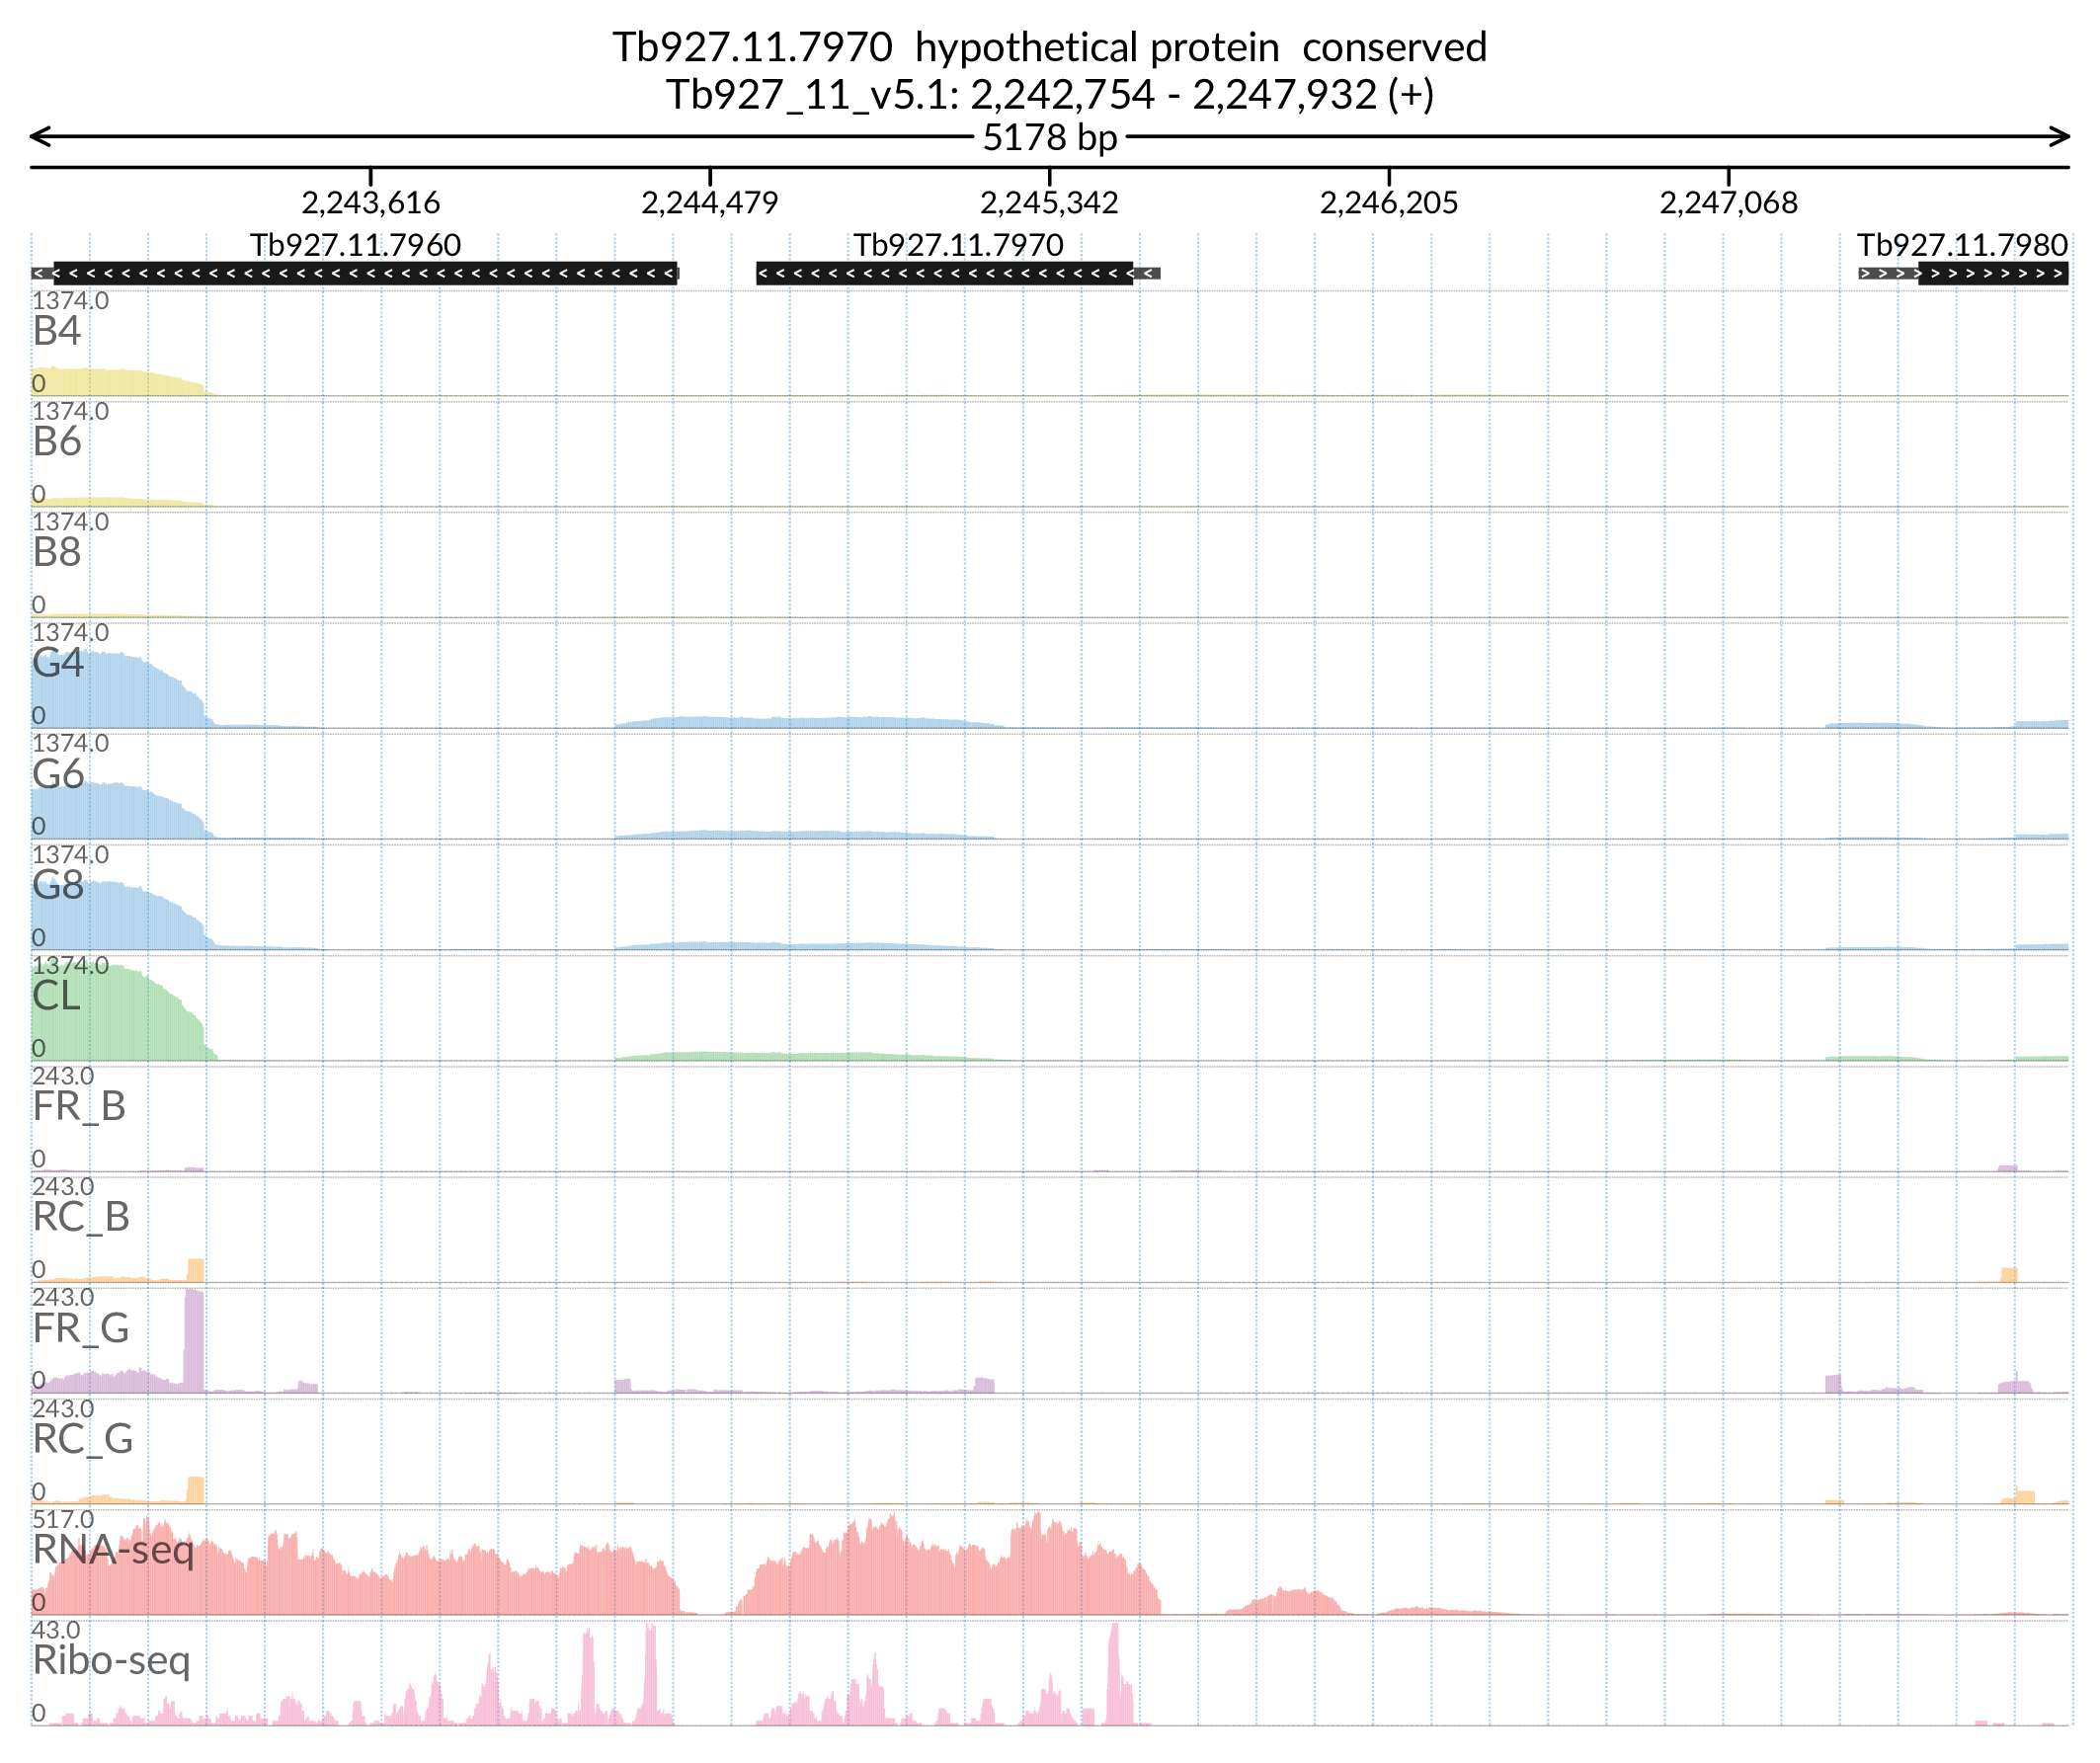 Tb927.11.7970  hypothetical protein  conserved
Tb927_11_v5.1: 2,242,754 - 2,247,932 (+)
5178 bp
2,243,616 2,244,479 2,245,342 2,246,205 2,247,068
Tb927.11.7960 Tb927.11.7970 Tb927.11.7980
1374.0
B4
0
1374.0
B6
0
1374.0
B8
0
1374.0
G4
0
1374.0
G6
0
1374.0
G8
0
1374.0
CL
0
243.0
FR_B
0
243.0
RC_B
0
243.0
FR_G
0
243.0
RC_G
0
517.0
RNA-seq
0
43.0
Ribo-seq
0